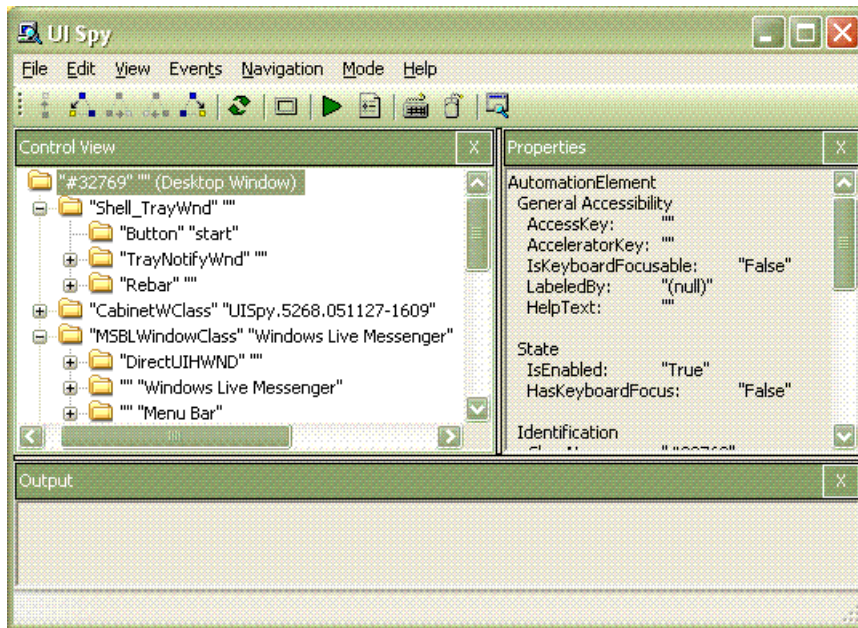 UI Spy
File Edit View Events Navigation Mode Help
Control View X
"#32769" "" (Desktop Window)
"Shell_TrayWnd" ""
"Button" "start"
"TrayNotifyWnd" ""
"Rebar" ""
"CabinetWClass" "UISpy.5268.051127-1609"
"MSBLWindowClass" "Windows Live Messenger"
"DirectUIHWND" ""
"" "Windows Live Messenger"
"" "Menu Bar"
Properties X
AutomationElement
General Accessibility
AccessKey: ""
AcceleratorKey: ""
IsKeyboardFocusable: "False"
LabeledBy: "(null)"
HelpText: ""
State
IsEnabled: "True"
HasKeyboardFocus: "False"
Identification
Output X